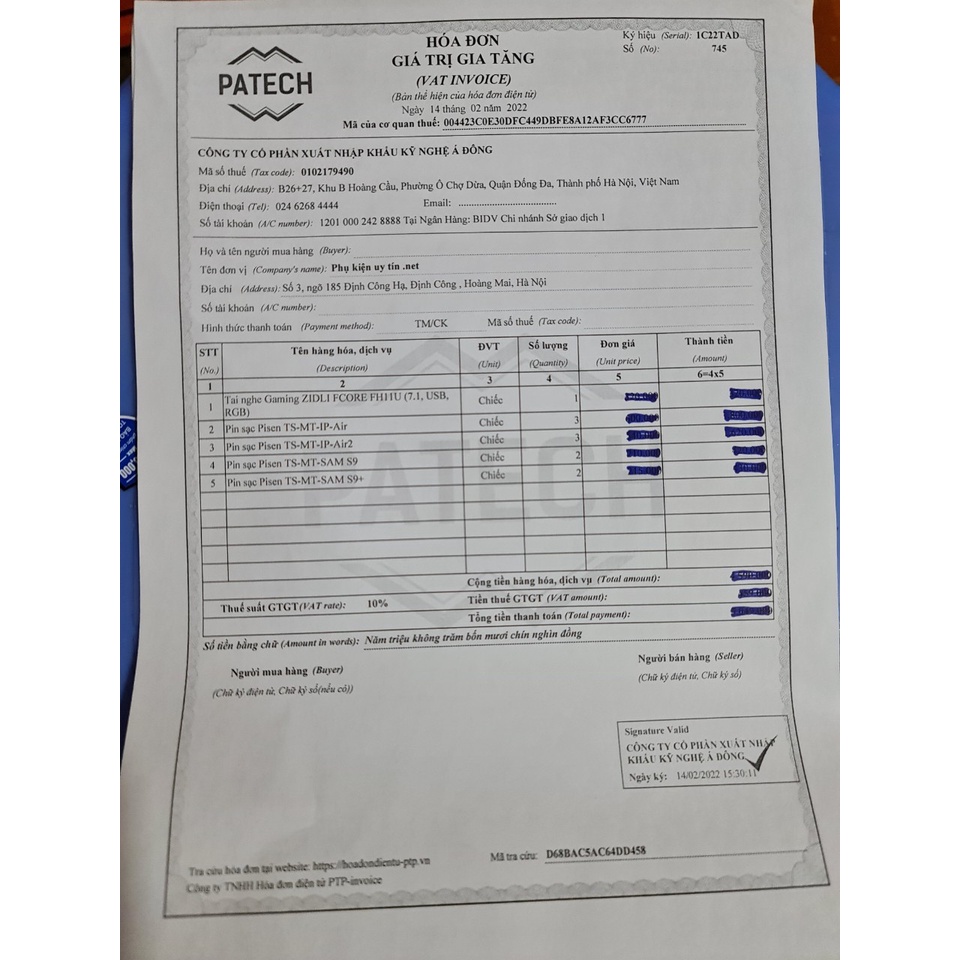 PATECH
HÓA ĐƠN
GIÁ TRỊ GIA TĂNG
(VAT INVOICE)
(Bản thể hiện của hóa đơn điện tử)
Ngày 14 tháng 02 năm 2022
Mã của cơ quan thuế: 004423C0E30DFC449DBFE8A12AF3CC6777
Ký hiệu (Serial): 1C22TAD
Số (No): 745
CÔNG TY CỔ PHẦN XUẤT NHẬP KHẨU KỸ NGHỆ Á ĐÔNG
Mã số thuế (Tax code): 0102179490
Địa chỉ (Address): B26+27, Khu B Hoàng Cầu, Phường Ô Chợ Dừa, Quận Đống Đa, Thành phố Hà Nội, Việt Nam
Điện thoại (Tel): 024 6268 4444 Email:
Số tài khoản (A/C number): 1201 000 242 8888 Tại Ngân Hàng: BIDV Chi nhánh Sở giao dịch 1
Họ và tên người mua hàng (Buyer):
Tên đơn vị (Company's name): Phụ kiện uy tín .net
Địa chỉ (Address): Số 3, ngõ 185 Định Công Hạ, Định Công , Hoàng Mai, Hà Nội
Số tài khoản (A/C number):
Hình thức thanh toán (Payment method): TM/CK Mã số thuế (Tax code):
STT (No.) Tên hàng hóa, dịch vụ (Description) ĐVT (Unit) Số lượng (Quantity) Đơn giá (Unit price) Thành tiền (Amount)
1 2 3 4 5 6=4x5
1 Tai nghe Gaming ZIDLI FCORE FH11U (7.1, USB, RGB) Chiếc 1
2 Pin sạc Pisen TS-MT-IP-Air Chiếc 3
3 Pin sạc Pisen TS-MT-IP-Air2 Chiếc 3
4 Pin sạc Pisen TS-MT-SAM S9 Chiếc 2
5 Pin sạc Pisen TS-MT-SAM S9+ Chiếc 2
PATECH
Cộng tiền hàng hóa, dịch vụ (Total amount):
Thuế suất GTGT(VAT rate): 10% Tiền thuế GTGT (VAT amount):
Tổng tiền thanh toán (Total payment):
Số tiền bằng chữ (Amount in words): Năm triệu không trăm bốn mươi chín nghìn đồng
Người mua hàng (Buyer) Người bán hàng (Seller)
(Chữ ký điện tử, Chữ ký số(nếu có)) (Chữ ký điện tử, Chữ ký số)
Signature Valid
CÔNG TY CỔ PHẦN XUẤT NHẬP
KHẨU KỸ NGHỆ Á ĐÔNG
Ngày ký: 14/02/2022 15:30:11
Tra cứu hóa đơn tại website: https://hoadondientu-ptp.vn Mã tra cứu: D68BAC5AC64DD458
Công ty TNHH Hóa đơn điện tử PTP-invoice